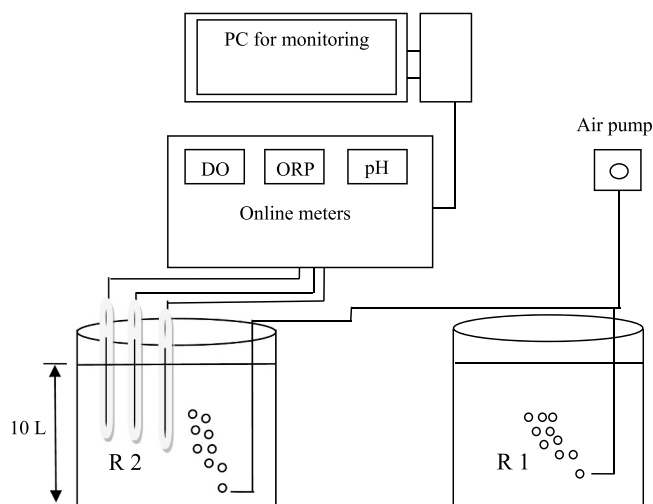 PC for monitoring
Air pump
DO ORP pH
Online meters
10 L
R 2
R 1